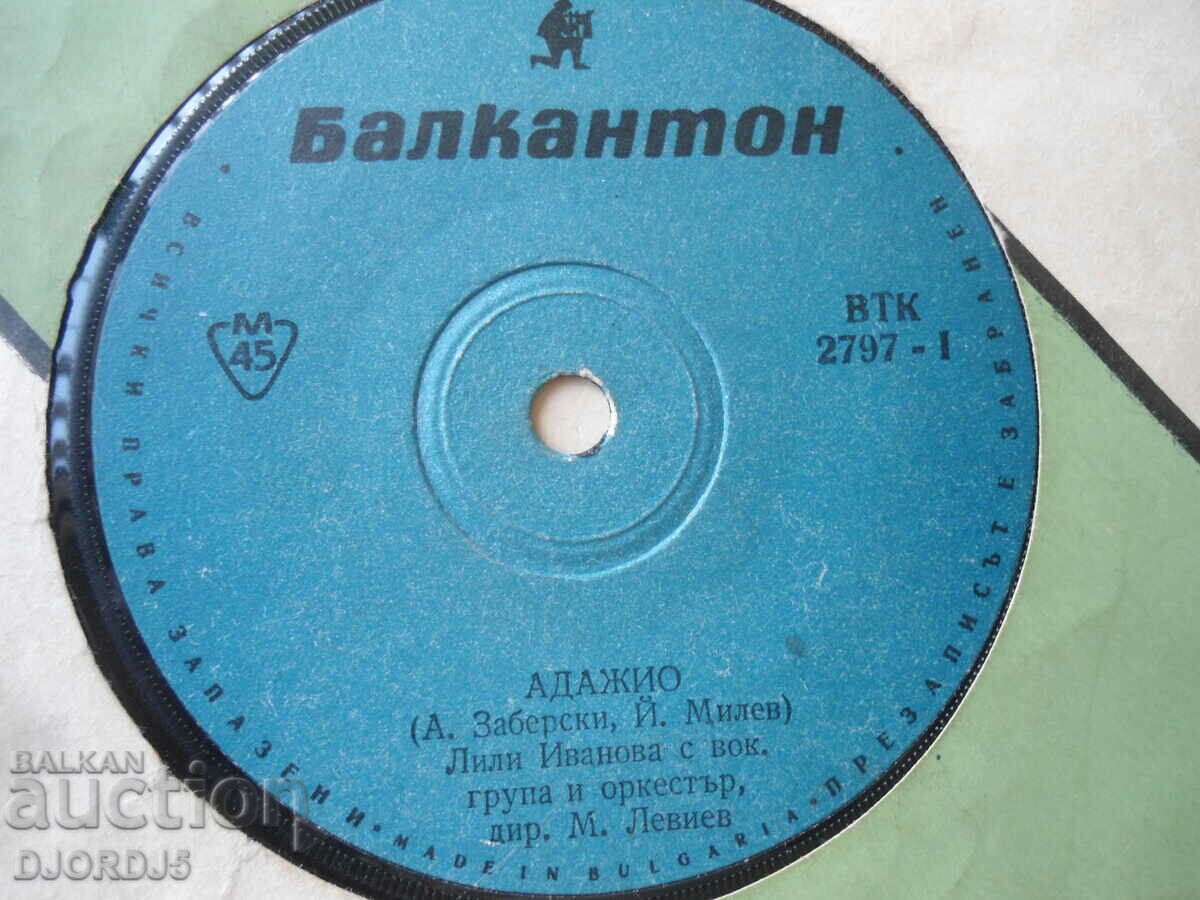 Балкантон
М
45
ВТК
2797 - I
АДАЖИО
(А. Заберски, Й. Милев)
Лили Иванова с вок.
група и оркестър,
дир. М. Левиев
· ВСИЧКИ ПРАВА ЗАПАЗЕНИ · MADE IN BULGARIA · ПРЕЗАПИСЪТ Е ЗАБРАНЕН ·
BALKAN
auction
DJORDJ5